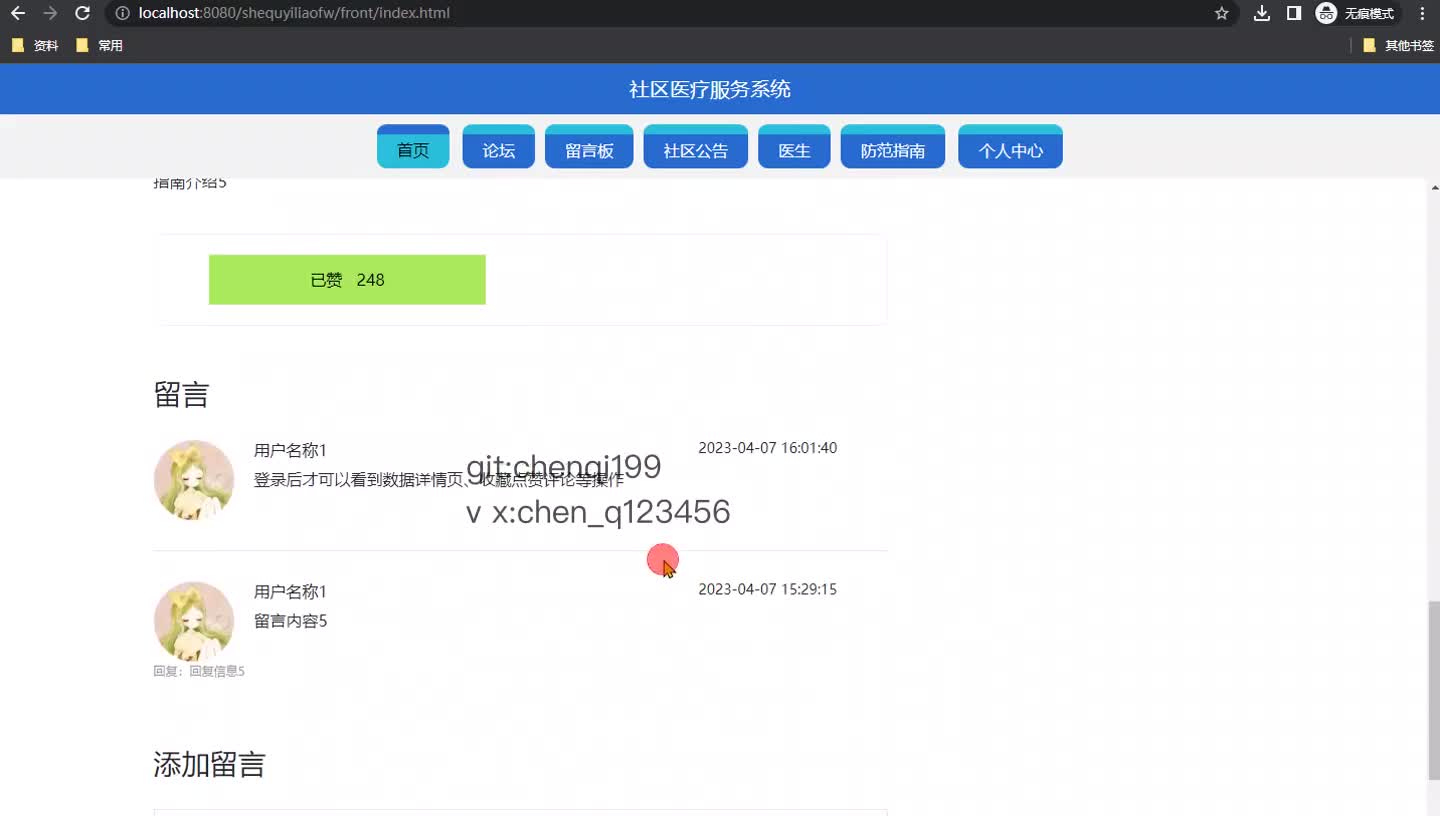 localhost:8080/shequyiliaofw/front/index.html
无痕模式
资料
常用
其他书签
社区医疗服务系统
首页
论坛
留言板
社区公告
医生
防范指南
个人中心
指南介绍5
已赞 248
留言
用户名称1
2023-04-07 16:01:40
登录后才可以看到数据详情页、收藏点赞评论等操作
git:chenqi199
v x:chen_q123456
用户名称1
2023-04-07 15:29:15
留言内容5
回复：回复信息5
添加留言